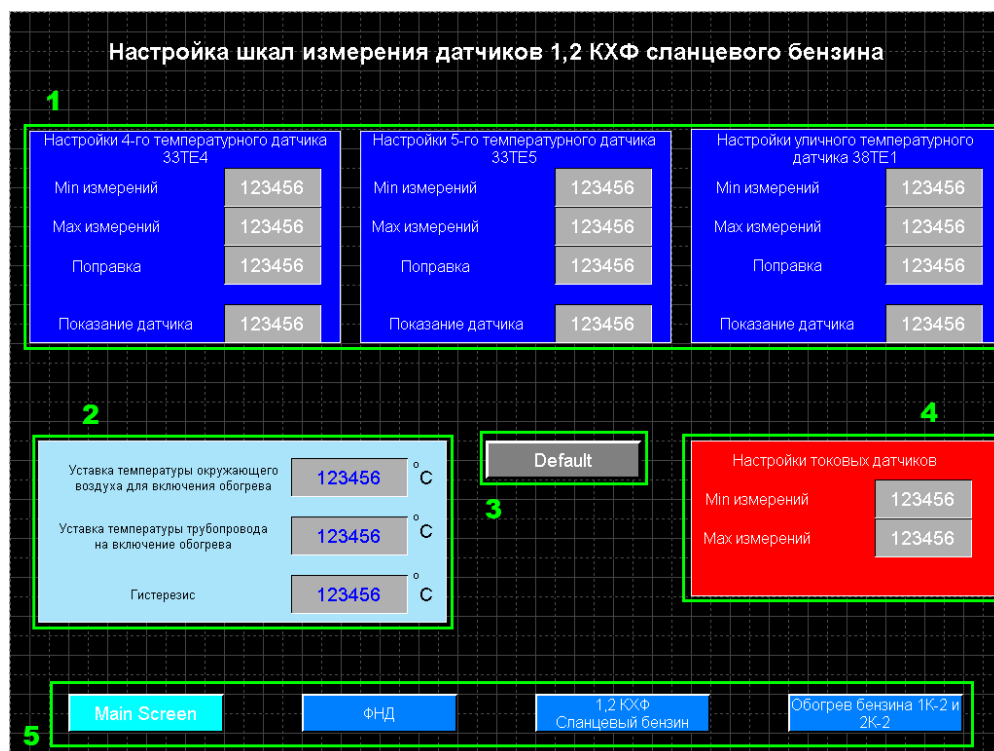 Настройка шкал измерения датчиков 1,2 КХФ сланцевого бензина
1
Настройки 4-го температурного датчика
33TE4
Min измерений
123456
Max измерений
123456
Поправка
123456
Показание датчика
123456
Настройки 5-го температурного датчика
33TE5
Min измерений
123456
Max измерений
123456
Поправка
123456
Показание датчика
123456
Настройки уличного температурного
датчика 38TE1
Min измерений
123456
Max измерений
123456
Поправка
123456
Показание датчика
123456
2
Уставка температуры окружающего
воздуха для включения обогрева
123456 °C
Уставка температуры трубопровода
на включение обогрева
123456 °C
Гистерезис
123456 °C
Default
3
4
Настройки токовых датчиков
Min измерений
123456
Max измерений
123456
5
Main Screen
ФНД
1,2 КХФ
Сланцевый бензин
Обогрев бензина 1К-2 и
2К-2